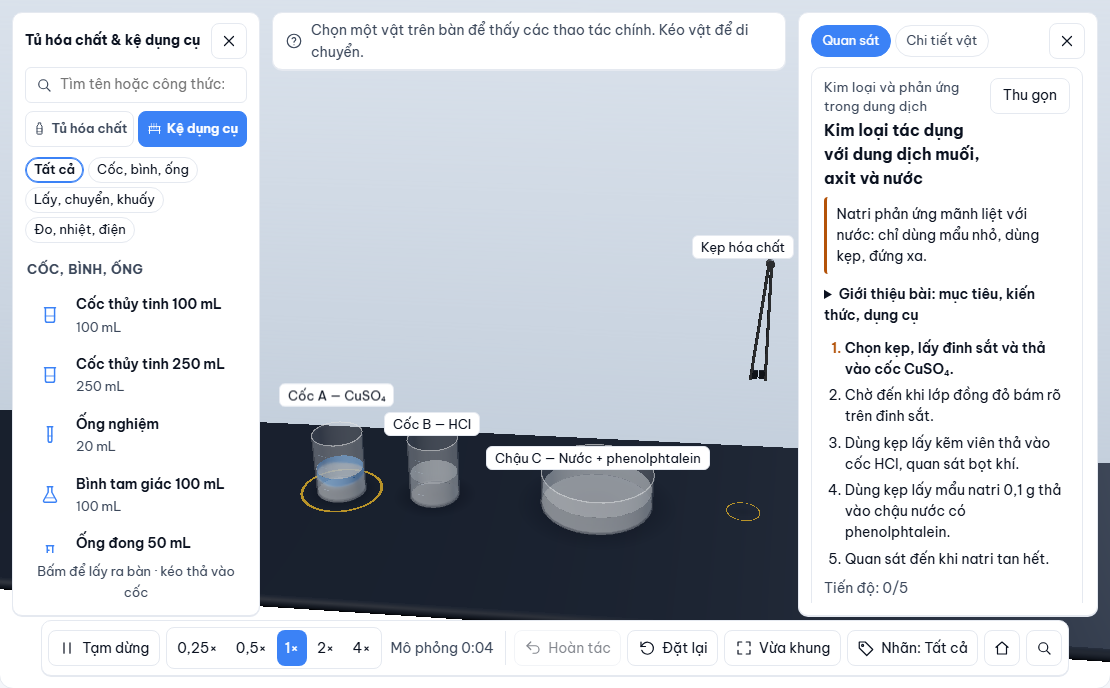 Tủ hóa chất & kệ dụng cụ
Tìm tên hoặc công thức:
Tủ hóa chất
Kệ dụng cụ
Tất cả
Cốc, bình, ống
Lấy, chuyển, khuấy
Đo, nhiệt, điện
CỐC, BÌNH, ỐNG
Cốc thủy tinh 100 mL
100 mL
Cốc thủy tinh 250 mL
250 mL
Ống nghiệm
20 mL
Bình tam giác 100 mL
100 mL
Ống đong 50 mL
Bấm để lấy ra bàn · kéo thả vào
cốc
Chọn một vật trên bàn để thấy các thao tác chính. Kéo vật để di
chuyển.
Kẹp hóa chất
Cốc A — CuSO₄
Cốc B — HCl
Chậu C — Nước + phenolphtalein
Quan sát
Chi tiết vật
Kim loại và phản ứng
trong dung dịch
Thu gọn
Kim loại tác dụng
với dung dịch muối,
axit và nước
Natri phản ứng mãnh liệt với
nước: chỉ dùng mẩu nhỏ, dùng
kẹp, đứng xa.
Giới thiệu bài: mục tiêu, kiến
thức, dụng cụ
1. Chọn kẹp, lấy đinh sắt và thả
vào cốc CuSO₄.
2. Chờ đến khi lớp đồng đỏ bám rõ
trên đinh sắt.
3. Dùng kẹp lấy kẽm viên thả vào
cốc HCl, quan sát bọt khí.
4. Dùng kẹp lấy mẩu natri 0,1 g thả
vào chậu nước có
phenolphtalein.
5. Quan sát đến khi natri tan hết.
Tiến độ: 0/5
Tạm dừng
0,25×
0,5×
1×
2×
4×
Mô phỏng 0:04
Hoàn tác
Đặt lại
Vừa khung
Nhãn: Tất cả